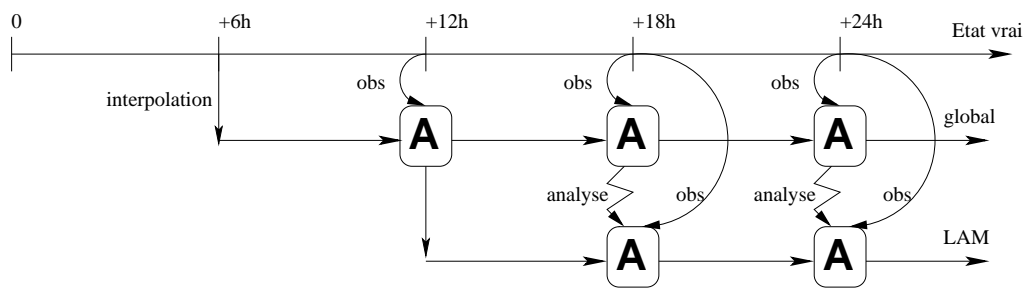 0
+6h
+12h
+18h
+24h
Etat vrai
obs
obs
obs
interpolation
global
A
A
A
analyse
obs
analyse
obs
LAM
A
A